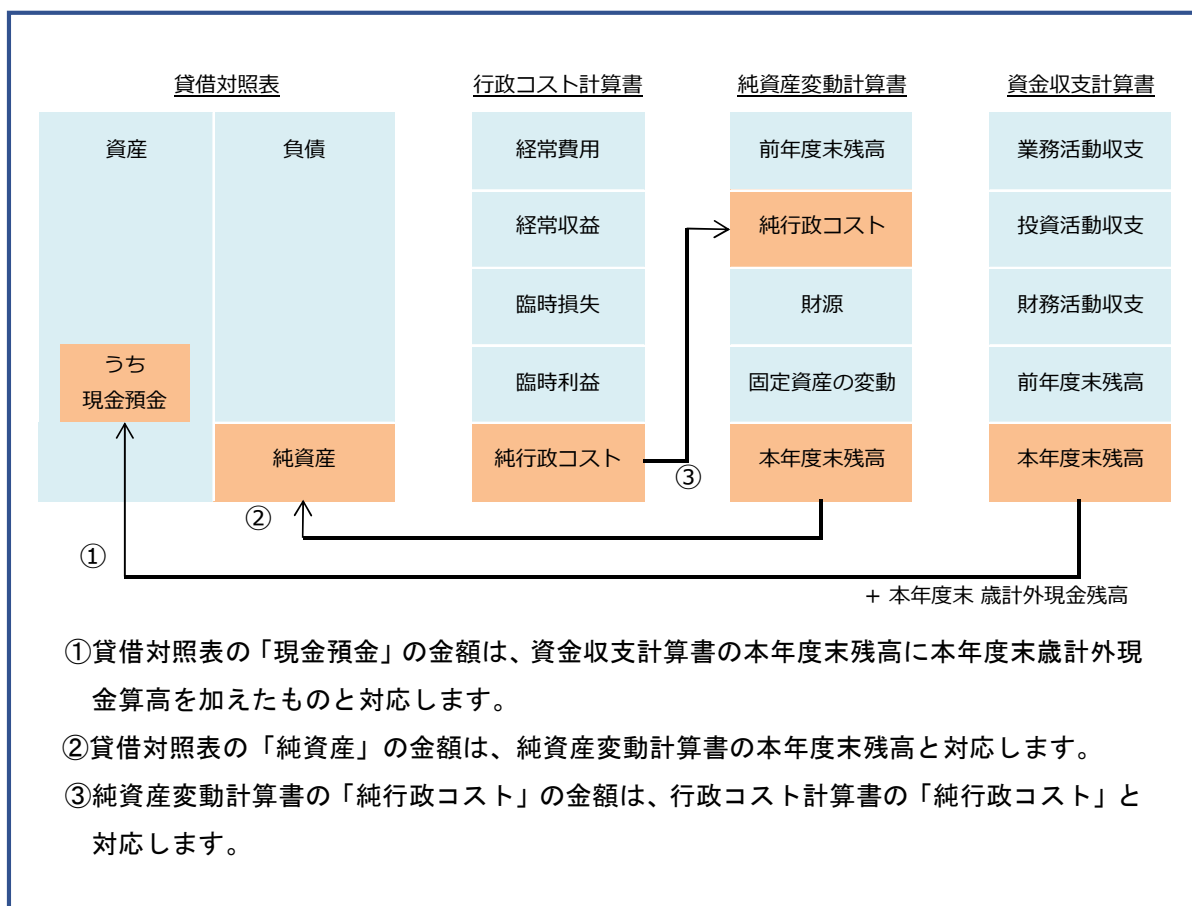 貸借対照表
資産
負債
うち
現金預金
純資産
行政コスト計算書
経常費用
経常収益
臨時損失
臨時利益
純行政コスト
純資産変動計算書
前年度末残高
純行政コスト
財源
固定資産の変動
本年度末残高
資金収支計算書
業務活動収支
投資活動収支
財務活動収支
前年度末残高
本年度末残高
③
②
①
+ 本年度末 歳計外現金残高
①貸借対照表の「現金預金」の金額は、資金収支計算書の本年度末残高に本年度末歳計外現
金算高を加えたものと対応します。
②貸借対照表の「純資産」の金額は、純資産変動計算書の本年度末残高と対応します。
③純資産変動計算書の「純行政コスト」の金額は、行政コスト計算書の「純行政コスト」と
対応します。